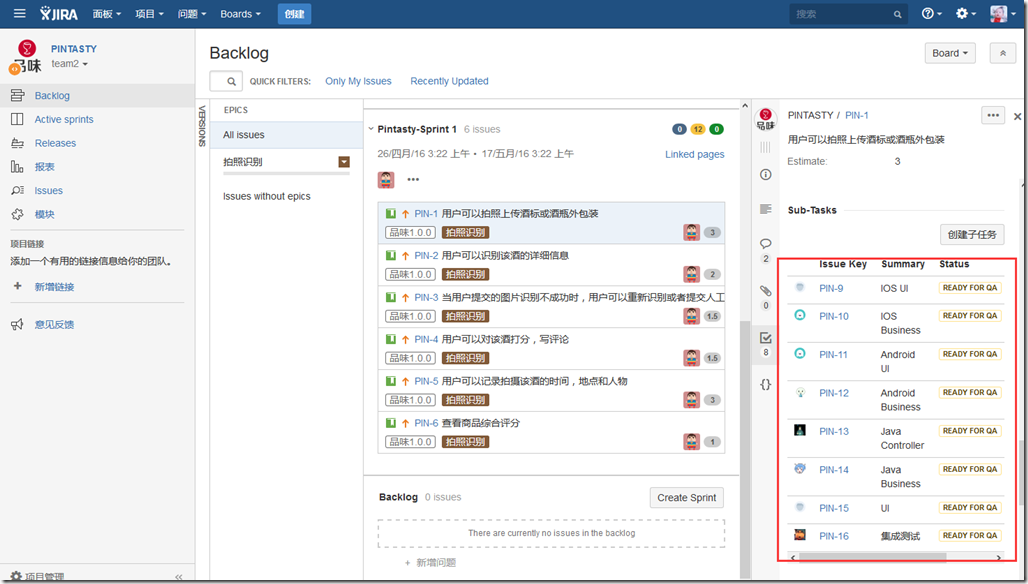 JIRA 面板 项目 问题 Boards 创建 搜索
品味
PINTASTY
team2
Backlog
Active sprints
Releases
报表
Issues
模块
项目链接
添加一个有用的链接信息给你的团队。
+ 新增链接
意见反馈
项目管理 «
Backlog
Board
QUICK FILTERS: Only My Issues Recently Updated
VERSIONS
EPICS
All issues
拍照识别
Issues without epics
Pintasty-Sprint 1 6 issues
0 12 0
26/四月/16 3:22 上午 • 17/五月/16 3:22 上午
Linked pages
•••
PIN-1 用户可以拍照上传酒标或酒瓶外包装
品味1.0.0 拍照识别 3
PIN-2 用户可以识别该酒的详细信息
品味1.0.0 拍照识别 2
PIN-3 当用户提交的图片识别不成功时，用户可以重新识别或者提交人工
品味1.0.0 拍照识别 1.5
PIN-4 用户可以对该酒打分，写评论
品味1.0.0 拍照识别 1.5
PIN-5 用户可以记录拍摄该酒的时间，地点和人物
品味1.0.0 拍照识别 3
PIN-6 查看商品综合评分
品味1.0.0 拍照识别 1
Backlog 0 issues
Create Sprint
There are currently no issues in the backlog
+ 新增问题
品味
2
0
8
{}
PINTASTY / PIN-1
•••
用户可以拍照上传酒标或酒瓶外包装
Estimate: 3
Sub-Tasks
创建子任务
Issue Key Summary Status
PIN-9 IOS UI READY FOR QA
PIN-10 IOS Business READY FOR QA
PIN-11 Android UI READY FOR QA
PIN-12 Android Business READY FOR QA
PIN-13 Java Controller READY FOR QA
PIN-14 Java Business READY FOR QA
PIN-15 UI READY FOR QA
PIN-16 集成测试 READY FOR QA